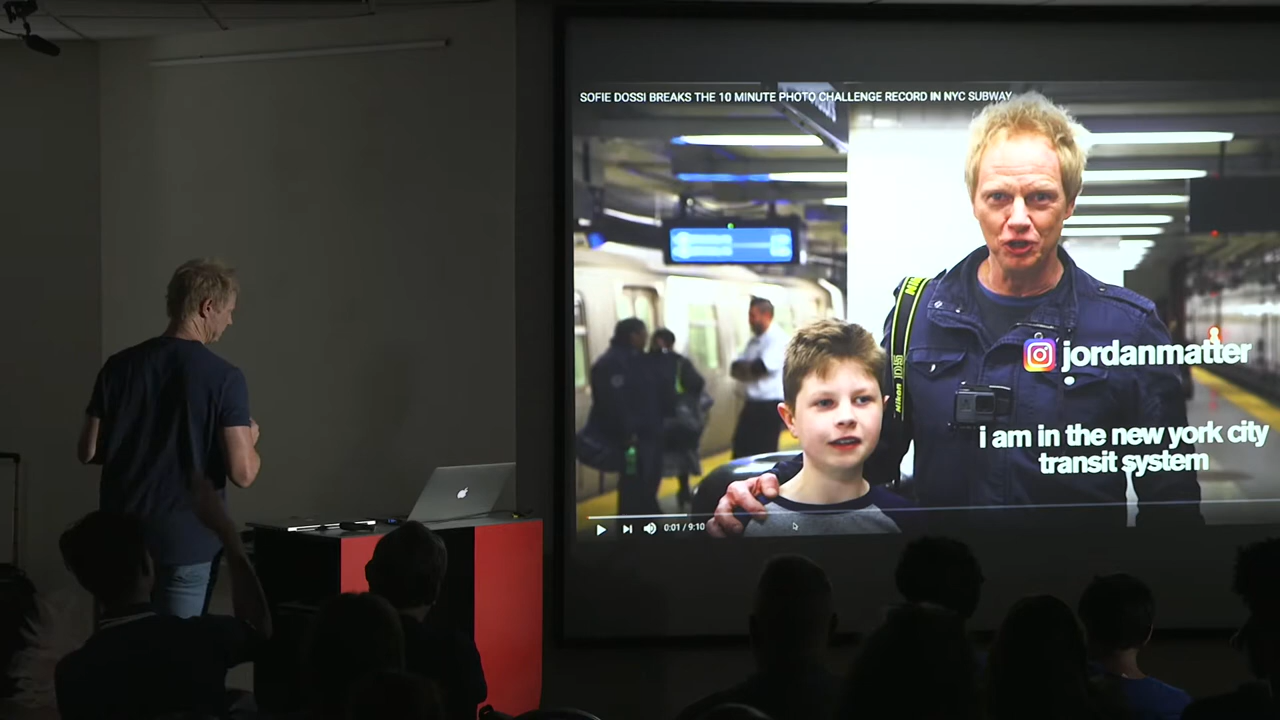 SOFIE DOSSI BREAKS THE 10 MINUTE PHOTO CHALLENGE RECORD IN NYC SUBWAY
jordanmatter
i am in the new york city
transit system
Nikon
0:01 / 9:10